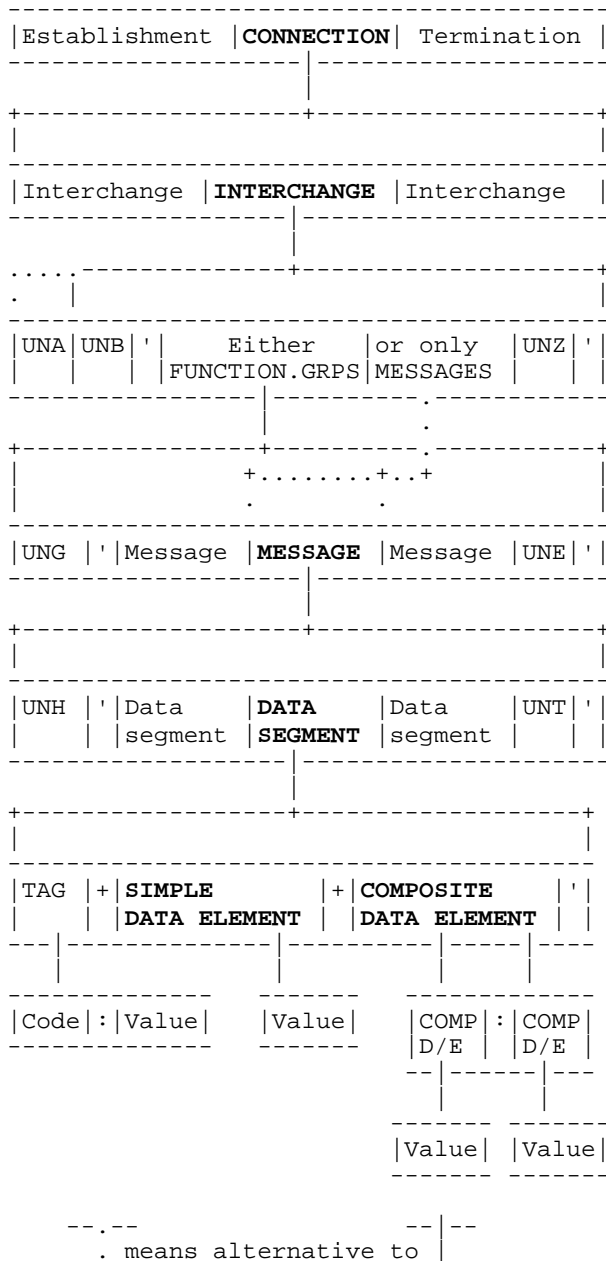 |Establishment |CONNECTION| Termination |
|Interchange |INTERCHANGE |Interchange |
|UNA|UNB|'| Either |or only |UNZ|'|
| | | |FUNCTION.GRPS|MESSAGES | | |
|UNG |'|Message |MESSAGE |Message |UNE|'|
|UNH |'|Data |DATA |Data |UNT|'|
| | |segment |SEGMENT |segment | | |
|TAG |+|SIMPLE |+|COMPOSITE |'|
| | |DATA ELEMENT | |DATA ELEMENT | |
|Code|:|Value| |Value| |COMP|:|COMP|
|D/E | |D/E |
|Value| |Value|
--.-- --|--
. means alternative to |